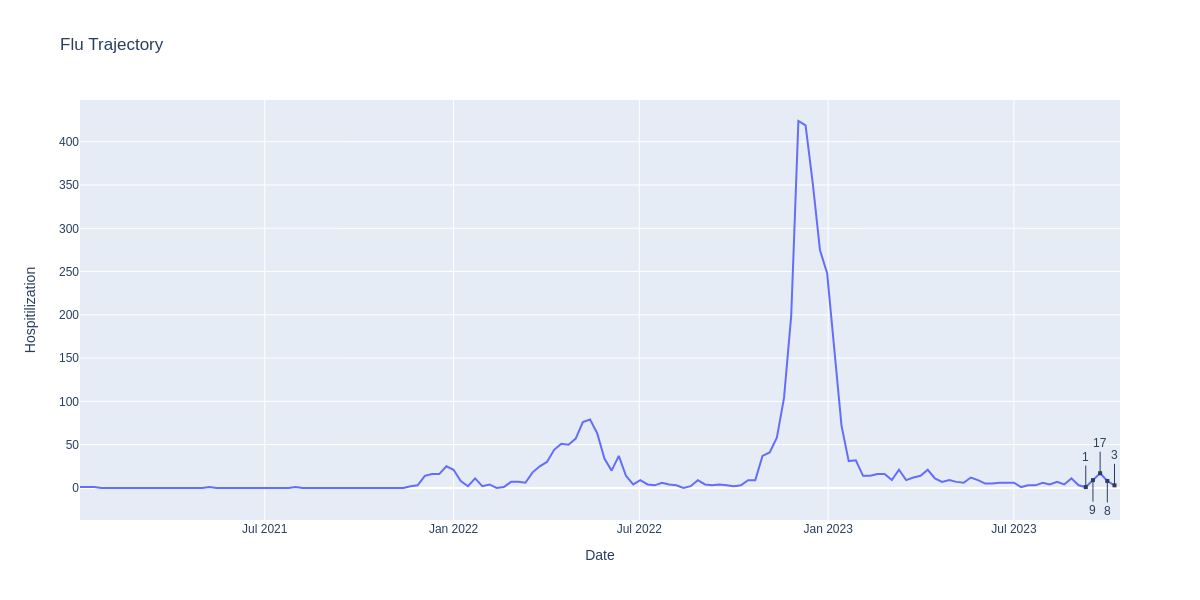 Flu Trajectory
Hospitilization
400
350
300
250
200
150
100
50
0
1
17
3
9
8
Jul 2021
Jan 2022
Jul 2022
Jan 2023
Jul 2023
Date